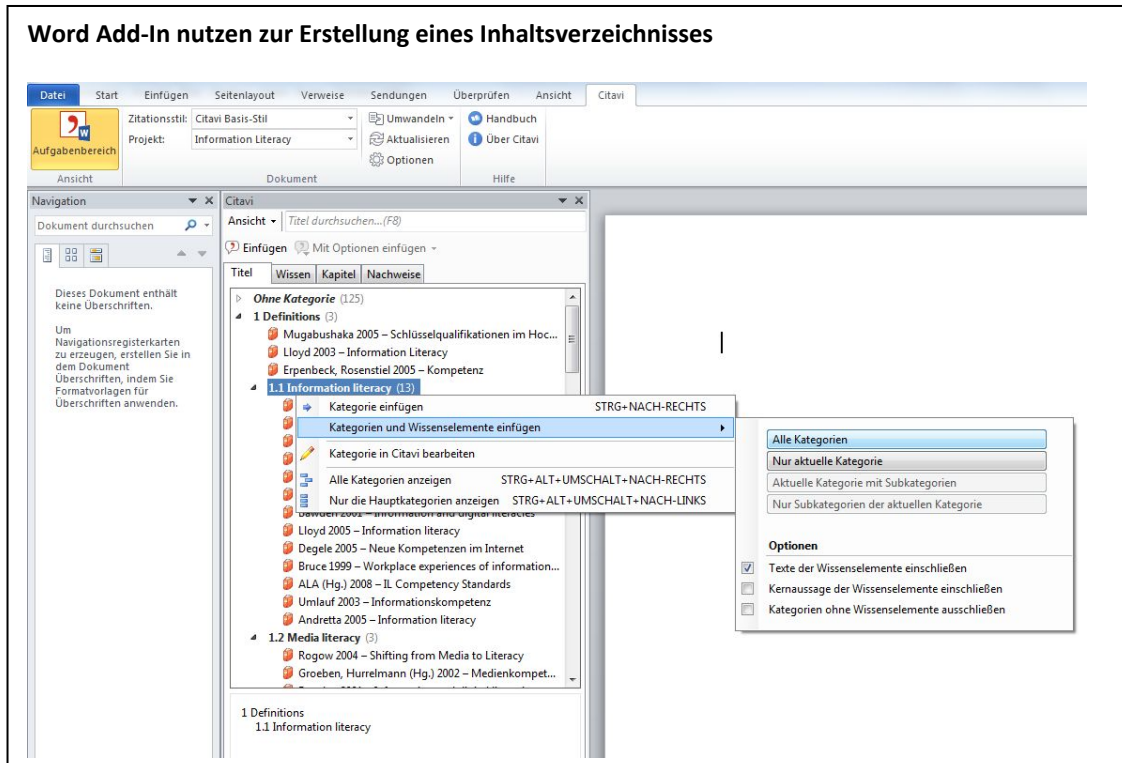 Word Add-In nutzen zur Erstellung eines Inhaltsverzeichnisses
Datei Start Einfügen Seitenlayout Verweise Sendungen Überprüfen Ansicht Citavi
Aufgabenbereich
Ansicht
Zitationsstil: Citavi Basis-Stil
Projekt: Information Literacy
Umwandeln
Aktualisieren
Optionen
Dokument
Handbuch
Über Citavi
Hilfe
Navigation
Dokument durchsuchen
Dieses Dokument enthält
keine Überschriften.
Um
Navigationsregisterkarten
zu erzeugen, erstellen Sie in
dem Dokument
Überschriften, indem Sie
Formatvorlagen für
Überschriften anwenden.
Citavi
Ansicht Titel durchsuchen...(F8)
Einfügen Mit Optionen einfügen
Titel Wissen Kapitel Nachweise
Ohne Kategorie (125)
1 Definitions (3)
Mugabushaka 2005 – Schlüsselqualifikationen im Hoc...
Lloyd 2003 – Information Literacy
Erpenbeck, Rosenstiel 2005 – Kompetenz
1.1 Information literacy (13)
Kategorie einfügen STRG+NACH-RECHTS
Kategorien und Wissenselemente einfügen
Kategorie in Citavi bearbeiten
Alle Kategorien anzeigen STRG+ALT+UMSCHALT+NACH-RECHTS
Nur die Hauptkategorien anzeigen STRG+ALT+UMSCHALT+NACH-LINKS
Bawden 2001 – Information and digital literacies
Lloyd 2005 – Information literacy
Degele 2005 – Neue Kompetenzen im Internet
Bruce 1999 – Workplace experiences of information...
ALA (Hg.) 2008 – IL Competency Standards
Umlauf 2003 – Informationskompetenz
Andretta 2005 – Information literacy
1.2 Media literacy (3)
Rogow 2004 – Shifting from Media to Literacy
Groeben, Hurrelmann (Hg.) 2002 – Medienkompet...
1 Definitions
1.1 Information literacy
Alle Kategorien
Nur aktuelle Kategorie
Aktuelle Kategorie mit Subkategorien
Nur Subkategorien der aktuellen Kategorie
Optionen
Texte der Wissenselemente einschließen
Kernaussage der Wissenselemente einschließen
Kategorien ohne Wissenselemente ausschließen